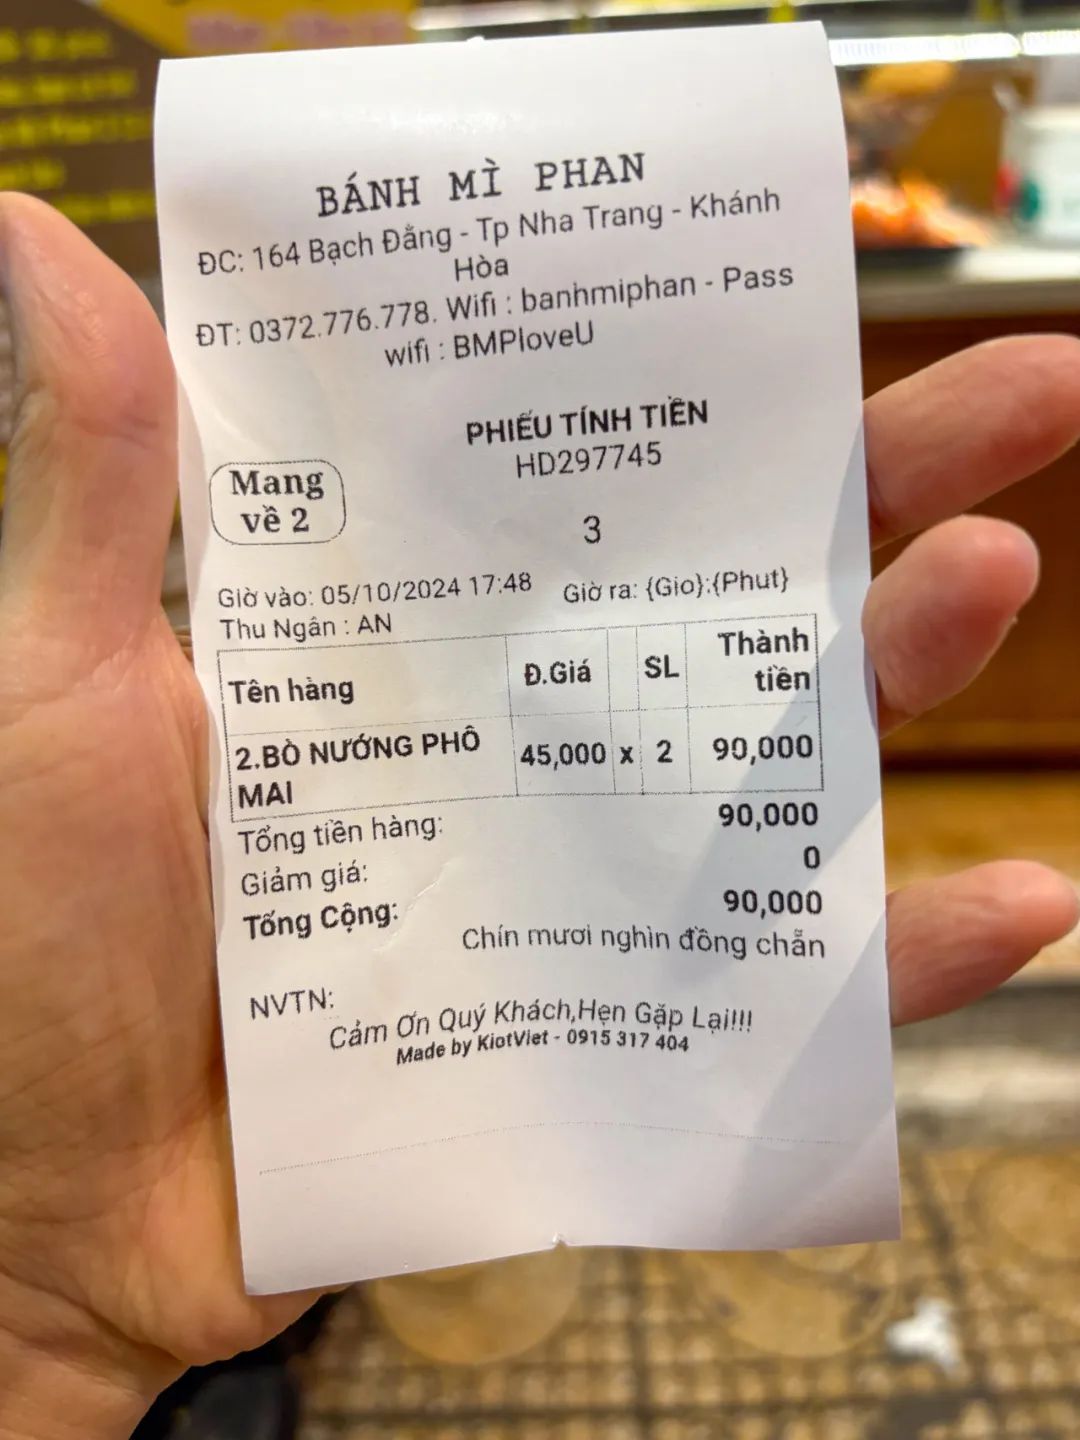 BÁNH MÌ PHAN
ĐC: 164 Bạch Đằng - Tp Nha Trang - Khánh
Hòa
ĐT: 0372.776.778. Wifi : banhmiphan - Pass
wifi : BMPloveU
PHIẾU TÍNH TIỀN
HD297745
Mang
về 2
3
Giờ vào: 05/10/2024 17:48 Giờ ra: {Gio}:{Phut}
Thu Ngân : AN
Tên hàng Đ.Giá SL Thành
tiền
2.BÒ NƯỚNG PHÔ
MAI 45,000 x 2 90,000
Tổng tiền hàng: 90,000
Giảm giá: 0
Tổng Cộng: 90,000
Chín mươi nghìn đồng chẵn
NVTN:
Cảm Ơn Quý Khách,Hẹn Gặp Lại!!!
Made by KiotViet - 0915 317 404